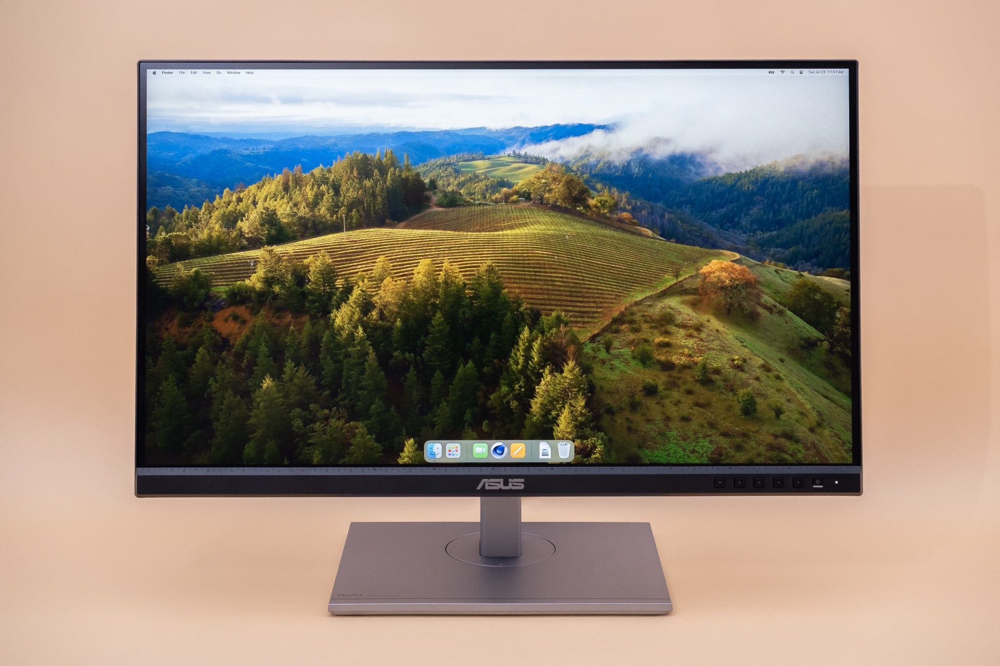 Finder File Edit View Go Window Help
Tue Jul 23 11:57 AM
ASUS
ProArt